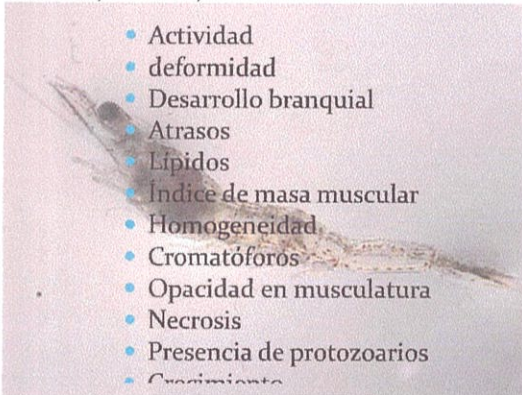 • Actividad
• deformidad
• Desarrollo branquial
• Atrasos
• Lípidos
• Índice de masa muscular
• Homogeneidad
• Cromatóforos
• Opacidad en musculatura
• Necrosis
• Presencia de protozoarios
• Crecimiento